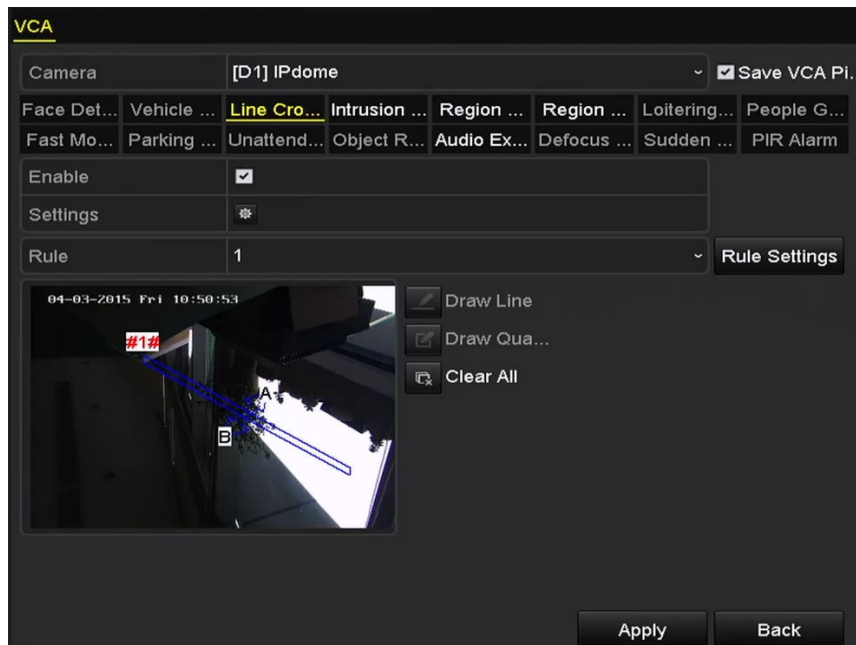 VCA
Camera [D1] IPdome Save VCA Pi.
Face Det... Vehicle ... Line Cro... Intrusion ... Region ... Region ... Loitering... People G...
Fast Mo... Parking ... Unattend... Object R... Audio Ex... Defocus ... Sudden ... PIR Alarm
Enable
Settings
Rule 1 Rule Settings
04-03-2015 Fri 10:50:53
#1#
A
B
Draw Line
Draw Qua...
Clear All
Apply Back